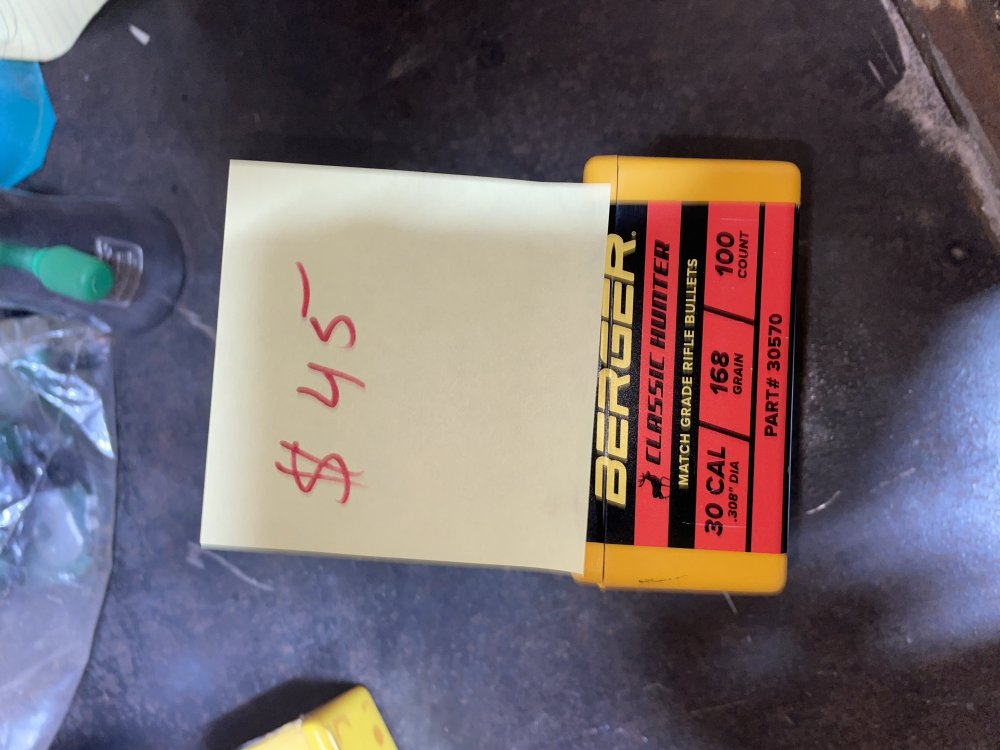 $ 45
BERGER®
CLASSIC HUNTER
MATCH GRADE RIFLE BULLETS
30 CAL
.308" DIA
168
GRAIN
100
COUNT
PART# 30570